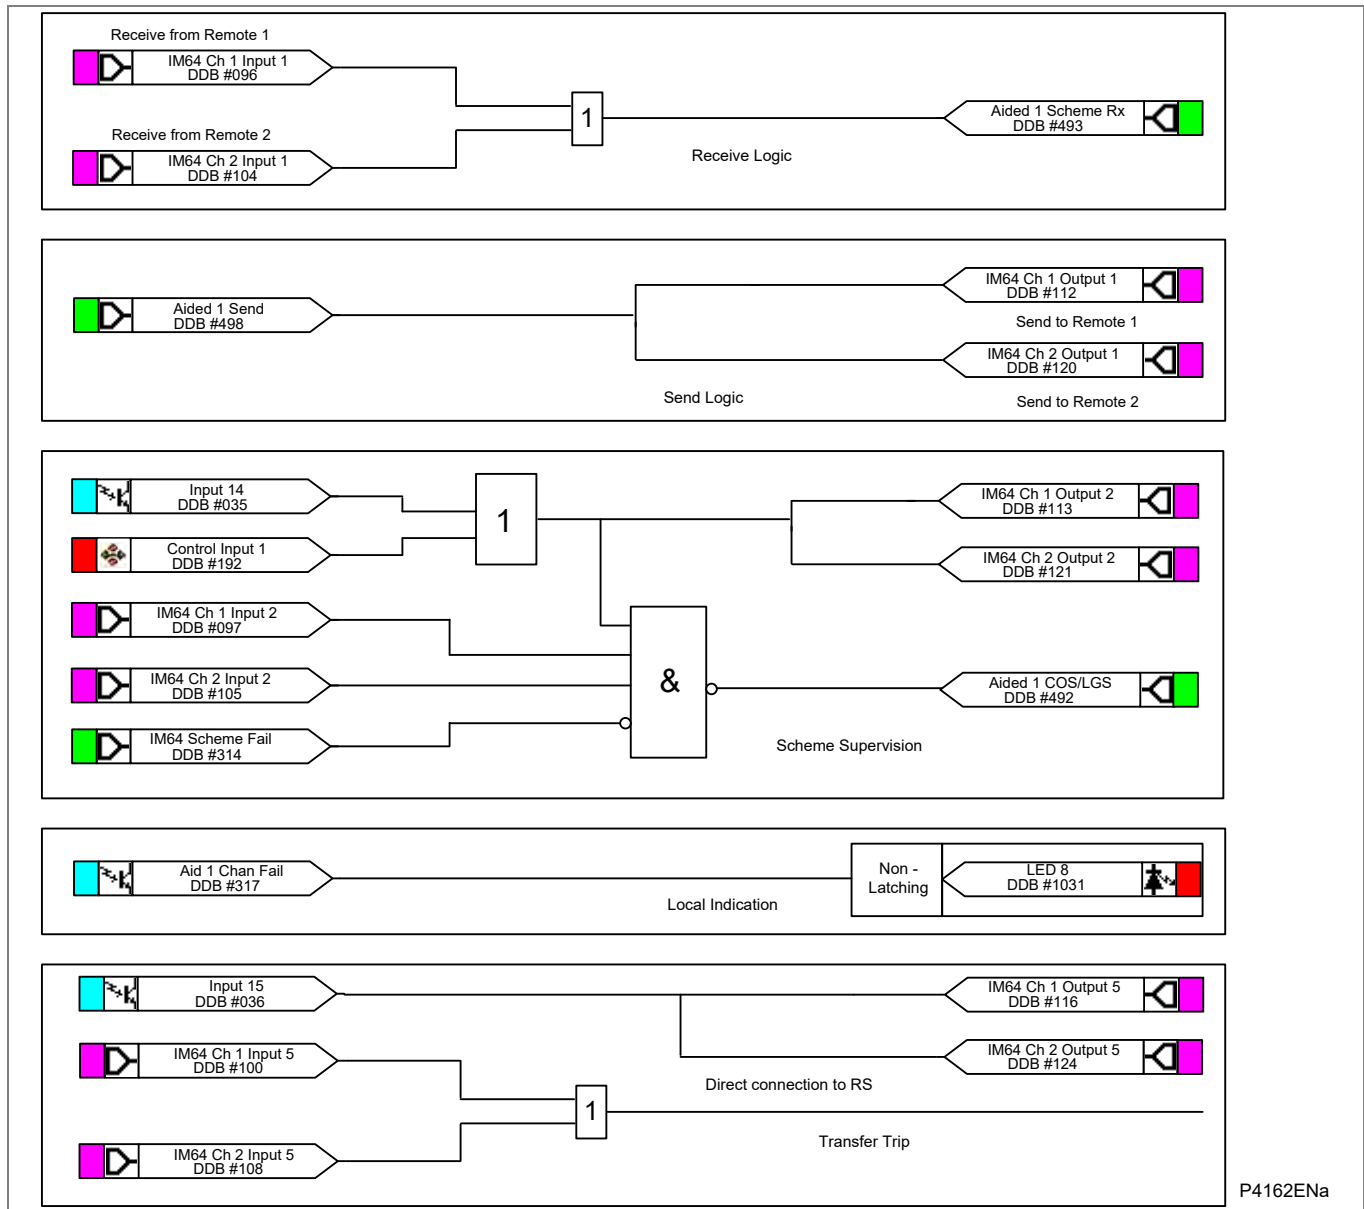 Receive from Remote 1
IM64 Ch 1 Input 1
DDB #096
Receive from Remote 2
IM64 Ch 2 Input 1
DDB #104
1
Receive Logic
Aided 1 Scheme Rx
DDB #493
Aided 1 Send
DDB #498
Send Logic
IM64 Ch 1 Output 1
DDB #112
Send to Remote 1
IM64 Ch 2 Output 1
DDB #120
Send to Remote 2
Input 14
DDB #035
Control Input 1
DDB #192
IM64 Ch 1 Input 2
DDB #097
IM64 Ch 2 Input 2
DDB #105
IM64 Scheme Fail
DDB #314
1
&
IM64 Ch 1 Output 2
DDB #113
IM64 Ch 2 Output 2
DDB #121
Aided 1 COS/LGS
DDB #492
Scheme Supervision
Aid 1 Chan Fail
DDB #317
Local Indication
Non -
Latching
LED 8
DDB #1031
Input 15
DDB #036
IM64 Ch 1 Input 5
DDB #100
IM64 Ch 2 Input 5
DDB #108
1
IM64 Ch 1 Output 5
DDB #116
IM64 Ch 2 Output 5
DDB #124
Direct connection to RS
Transfer Trip
P4162ENa